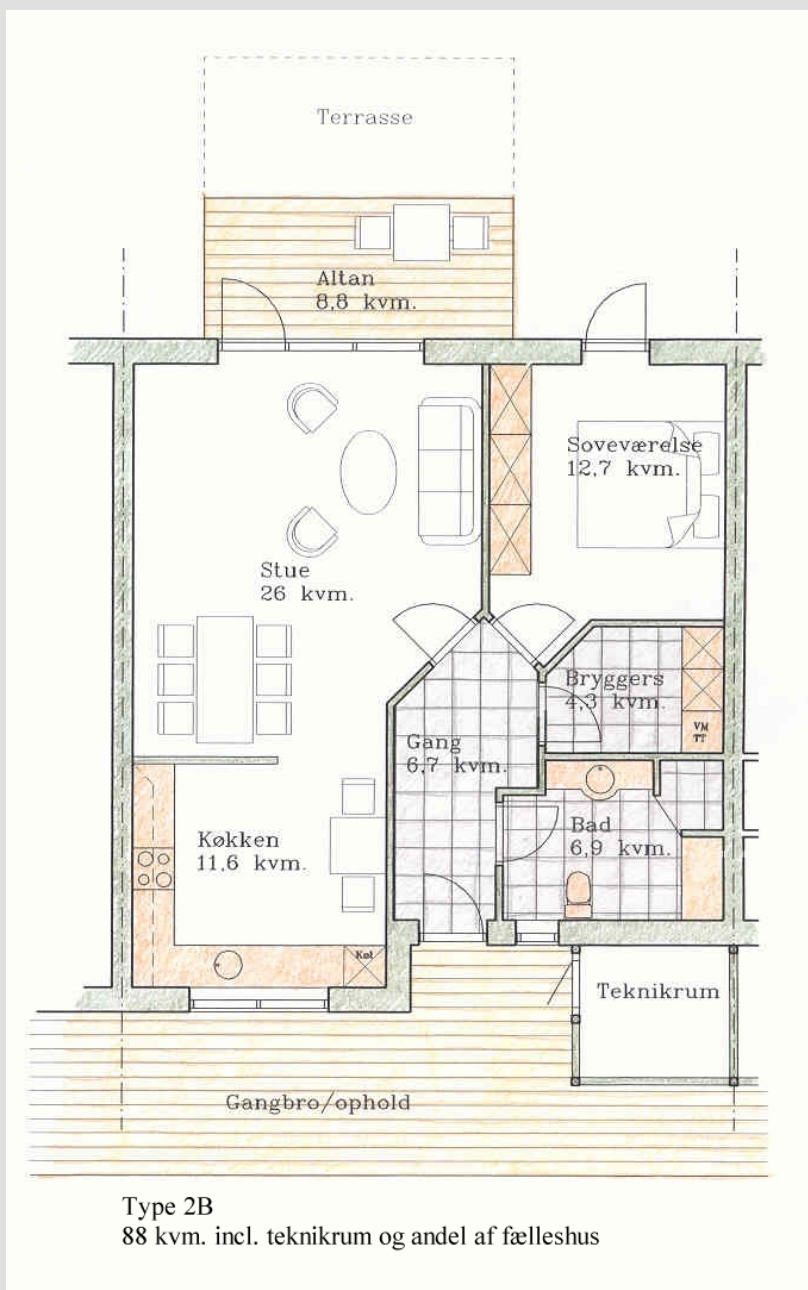 Terrasse
Altan
8,8 kvm.
Soveværelse
12,7 kvm.
Stue
26 kvm.
Bryggers
4,3 kvm.
VM
TT
Gang
6,7 kvm.
Bad
6,9 kvm.
Køkken
11,6 kvm.
Køl
Teknikrum
Gangbro/ophold
Type 2B
88 kvm. incl. teknikrum og andel af fælleshus